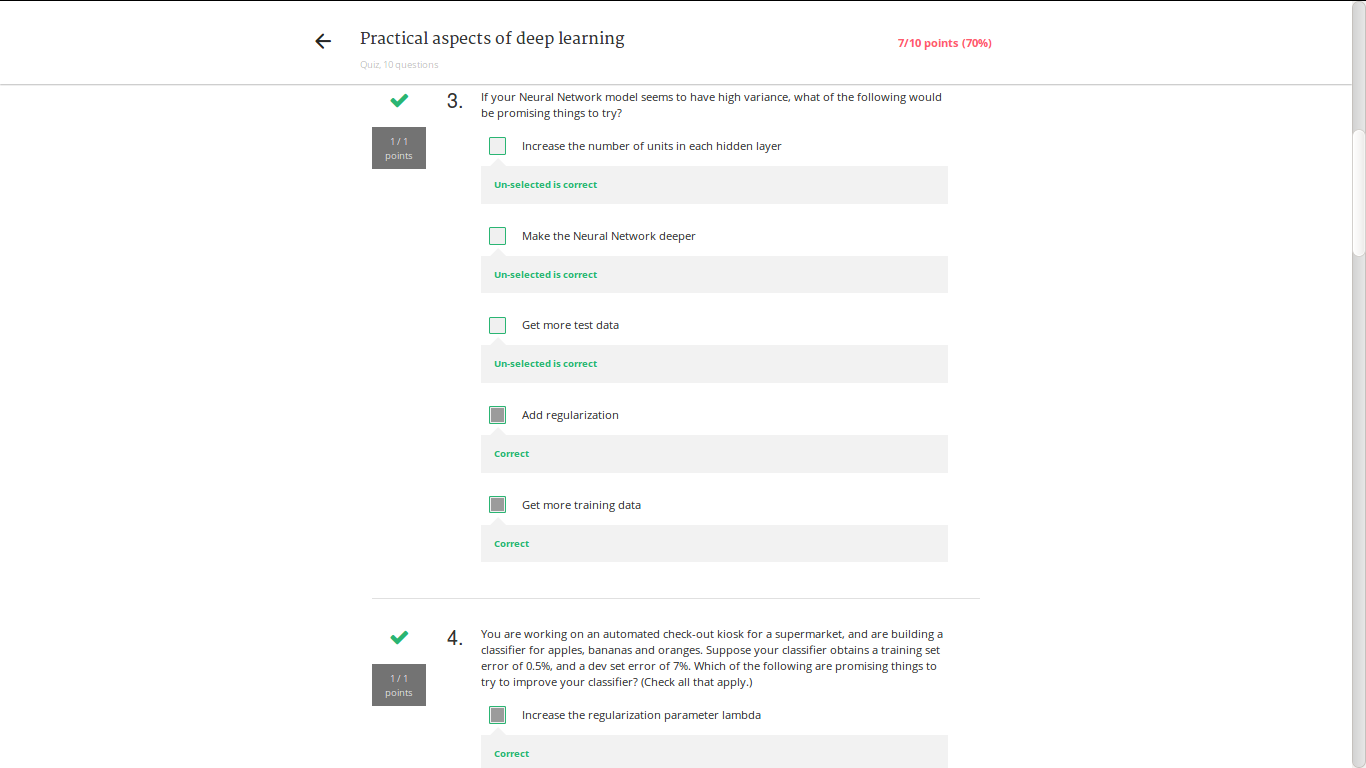 Practical aspects of deep learning
7/10 points (70%)
Quiz, 10 questions
3.
If your Neural Network model seems to have high variance, what of the following would
be promising things to try?
1 / 1
points
Increase the number of units in each hidden layer
Un-selected is correct
Make the Neural Network deeper
Un-selected is correct
Get more test data
Un-selected is correct
Add regularization
Correct
Get more training data
Correct
4.
You are working on an automated check-out kiosk for a supermarket, and are building a
classifier for apples, bananas and oranges. Suppose your classifier obtains a training set
error of 0.5%, and a dev set error of 7%. Which of the following are promising things to
try to improve your classifier? (Check all that apply.)
1 / 1
points
Increase the regularization parameter lambda
Correct